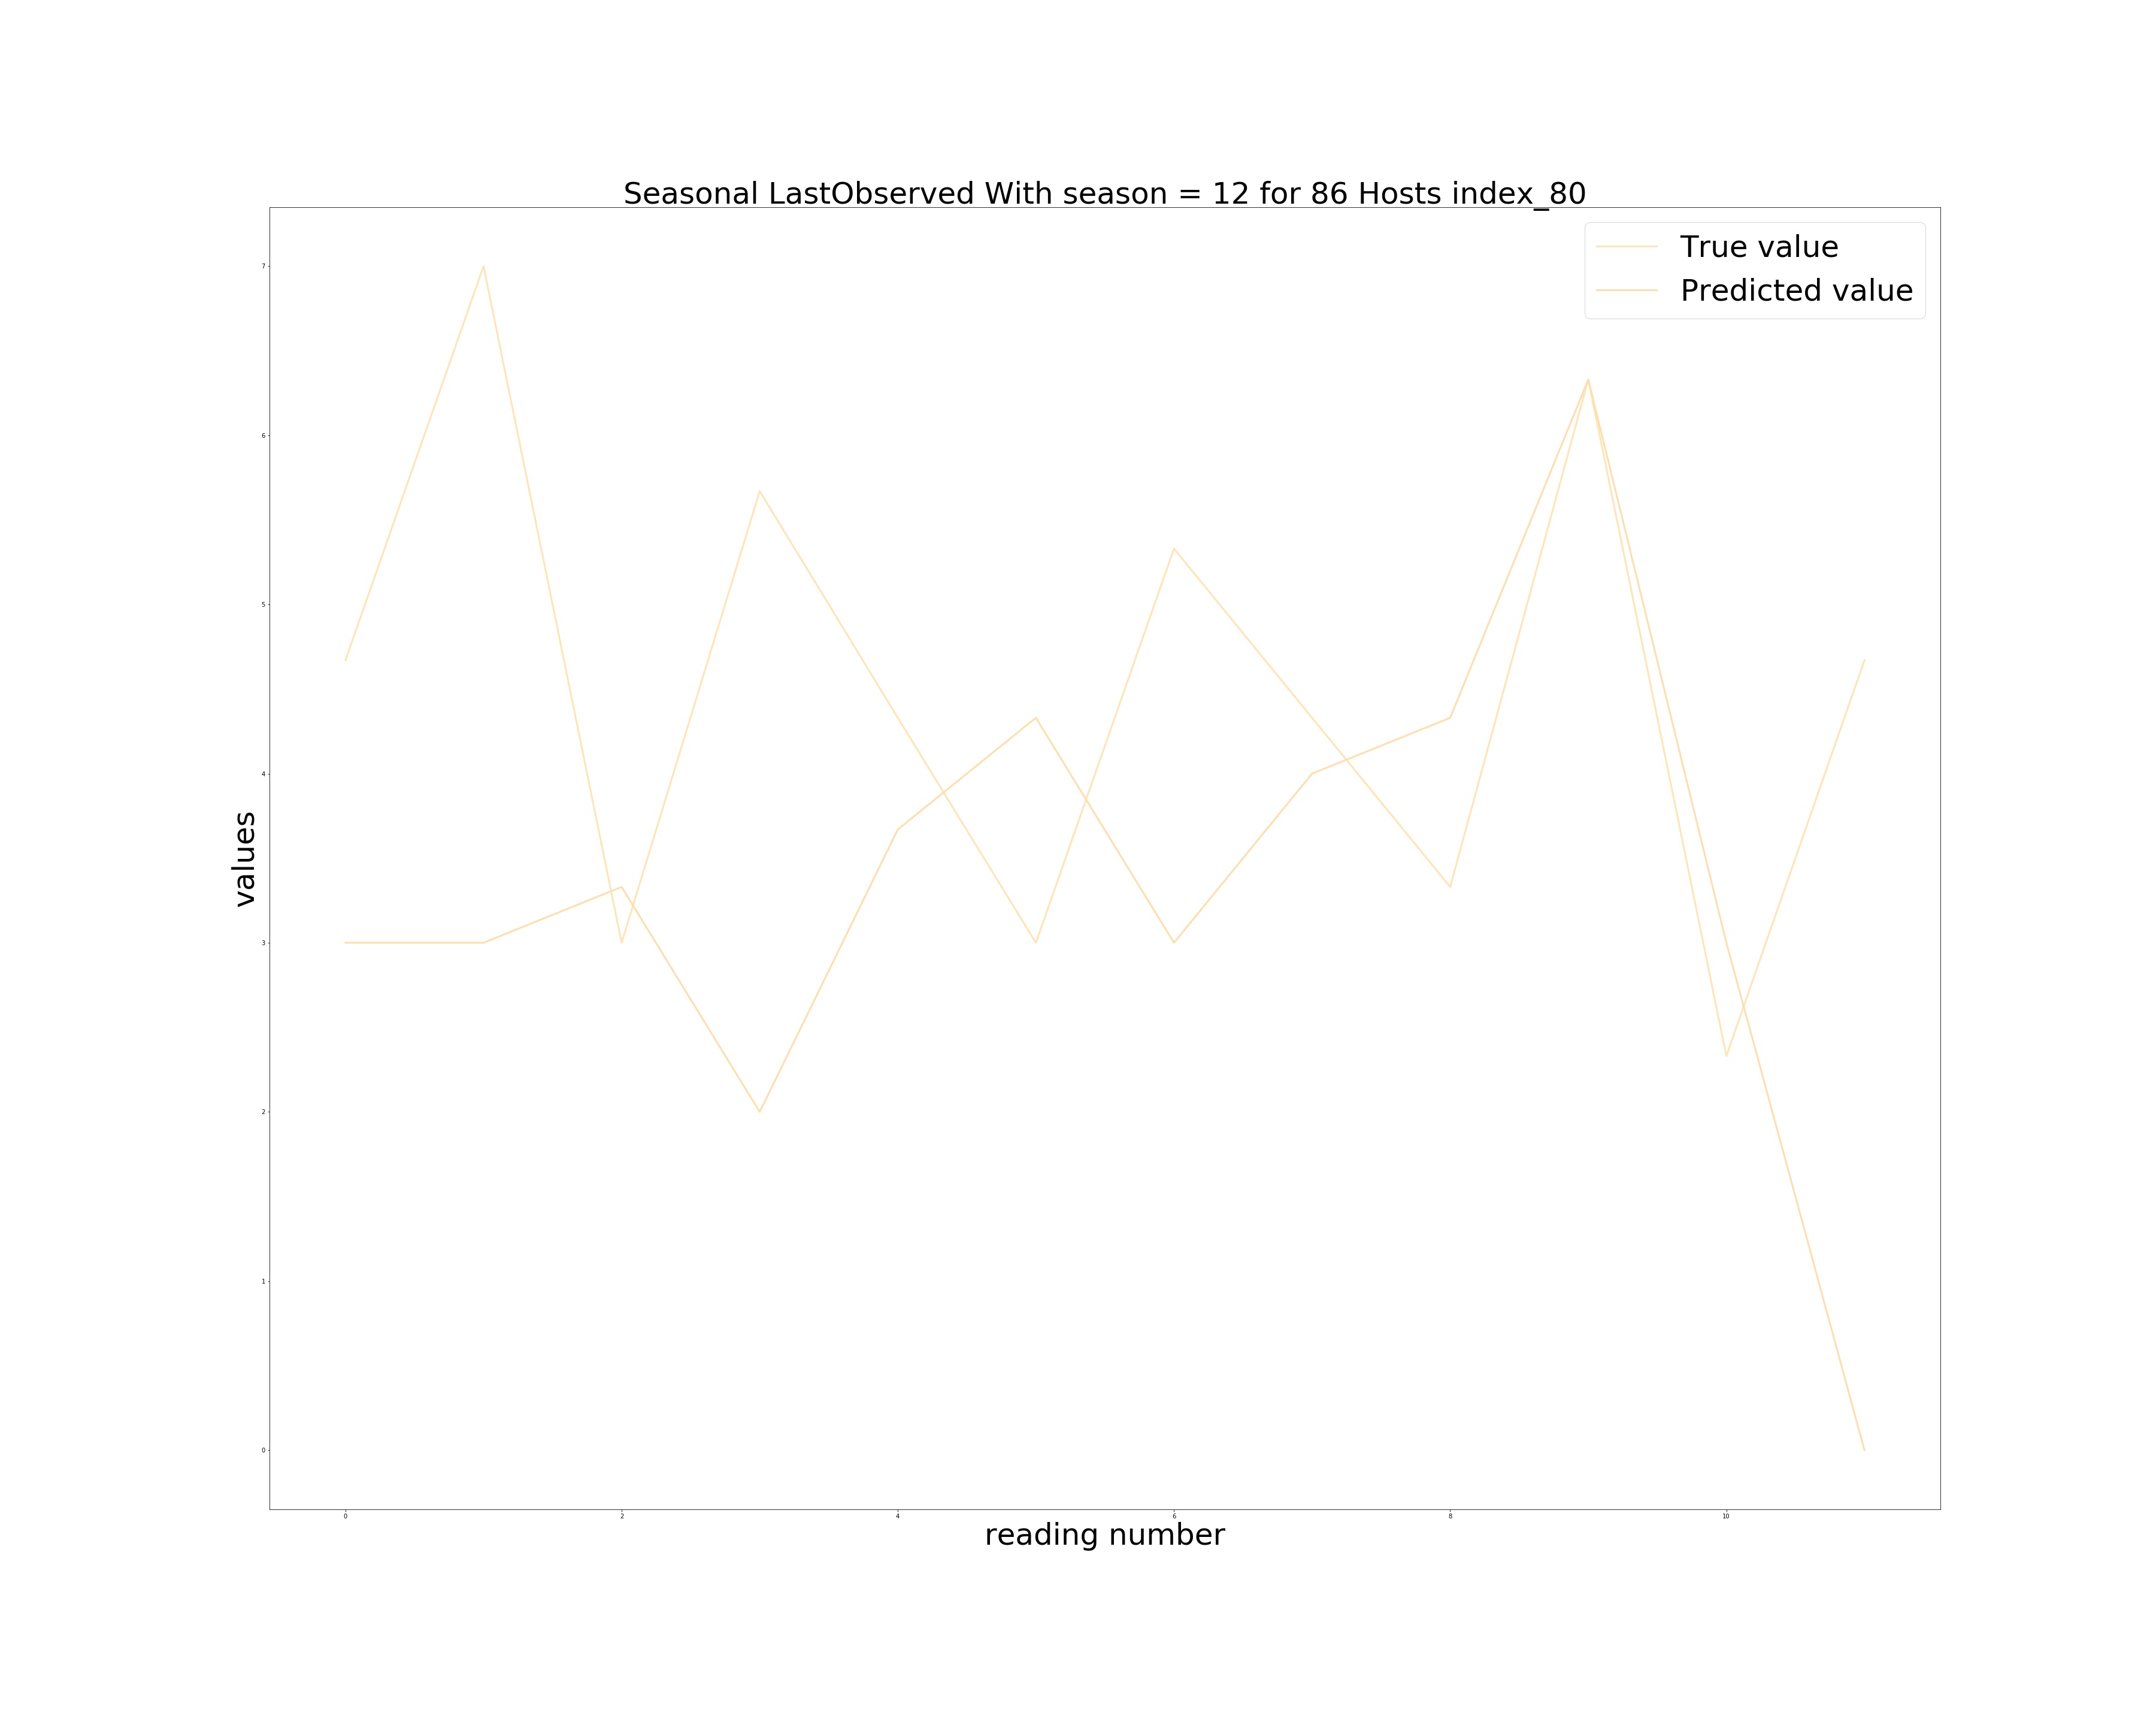 Seasonal LastObserved With season = 12 for 86 Hosts index_80
True value
Predicted value
7
6
5
4
3
2
1
0
values
0
2
4
6
8
10
reading number